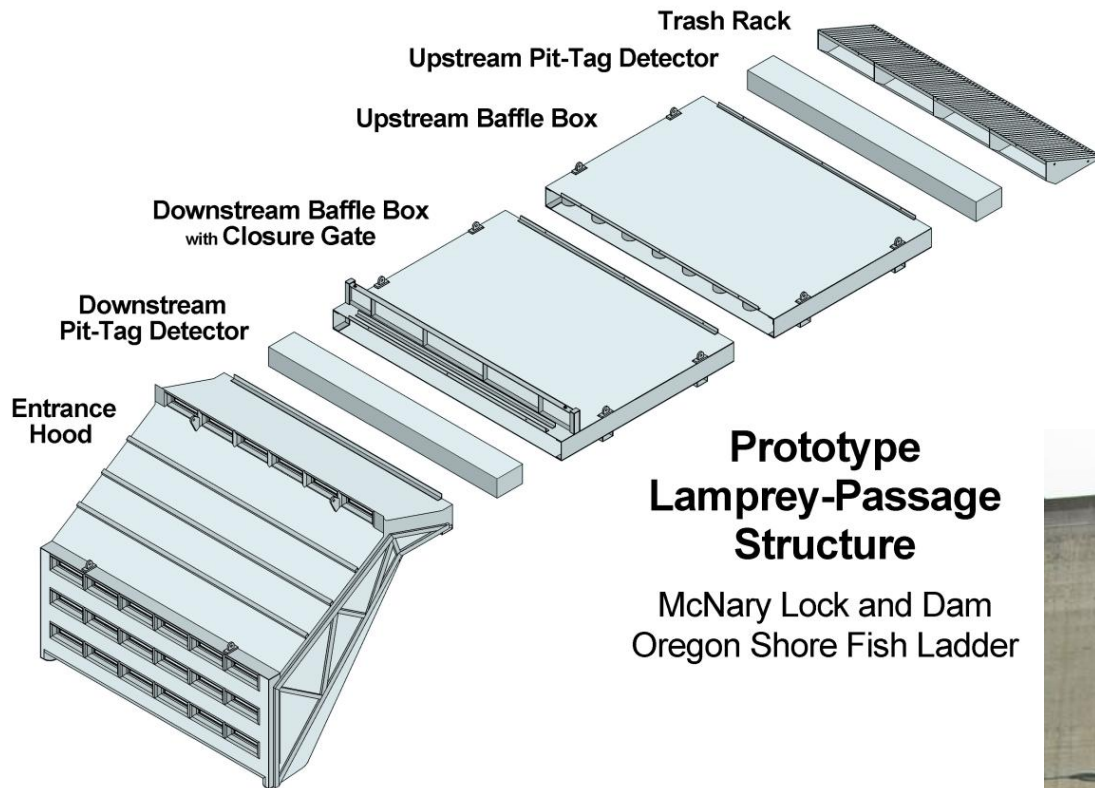 Trash Rack
Upstream Pit-Tag Detector
Upstream Baffle Box
Downstream Baffle Box
with Closure Gate
Downstream
Pit-Tag Detector
Entrance
Hood
Prototype
Lamprey-Passage
Structure
McNary Lock and Dam
Oregon Shore Fish Ladder